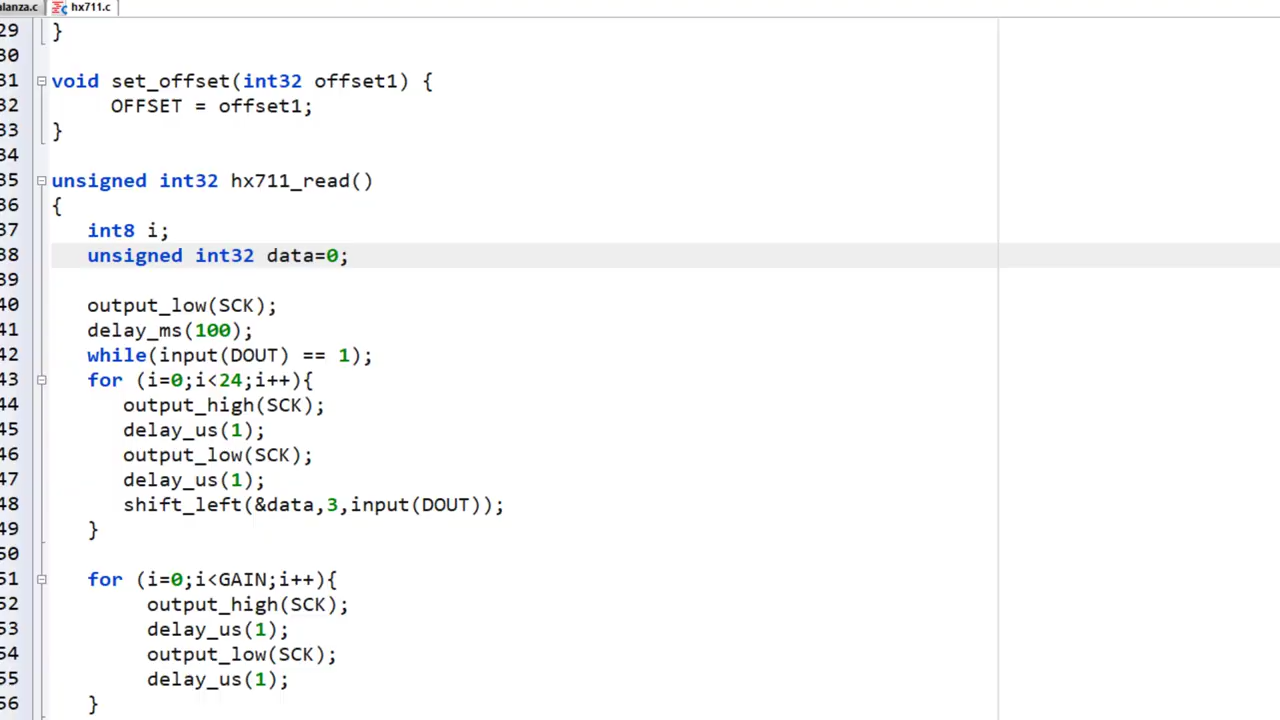 alanza.c hx711.c
29 }
30
31 void set_offset(int32 offset1) {
32 OFFSET = offset1;
33 }
34
35 unsigned int32 hx711_read()
36 {
37 int8 i;
38 unsigned int32 data=0;
39
40 output_low(SCK);
41 delay_ms(100);
42 while(input(DOUT) == 1);
43 for (i=0;i<24;i++){
44 output_high(SCK);
45 delay_us(1);
46 output_low(SCK);
47 delay_us(1);
48 shift_left(&data,3,input(DOUT));
49 }
50
51 for (i=0;i<GAIN;i++){
52 output_high(SCK);
53 delay_us(1);
54 output_low(SCK);
55 delay_us(1);
56 }